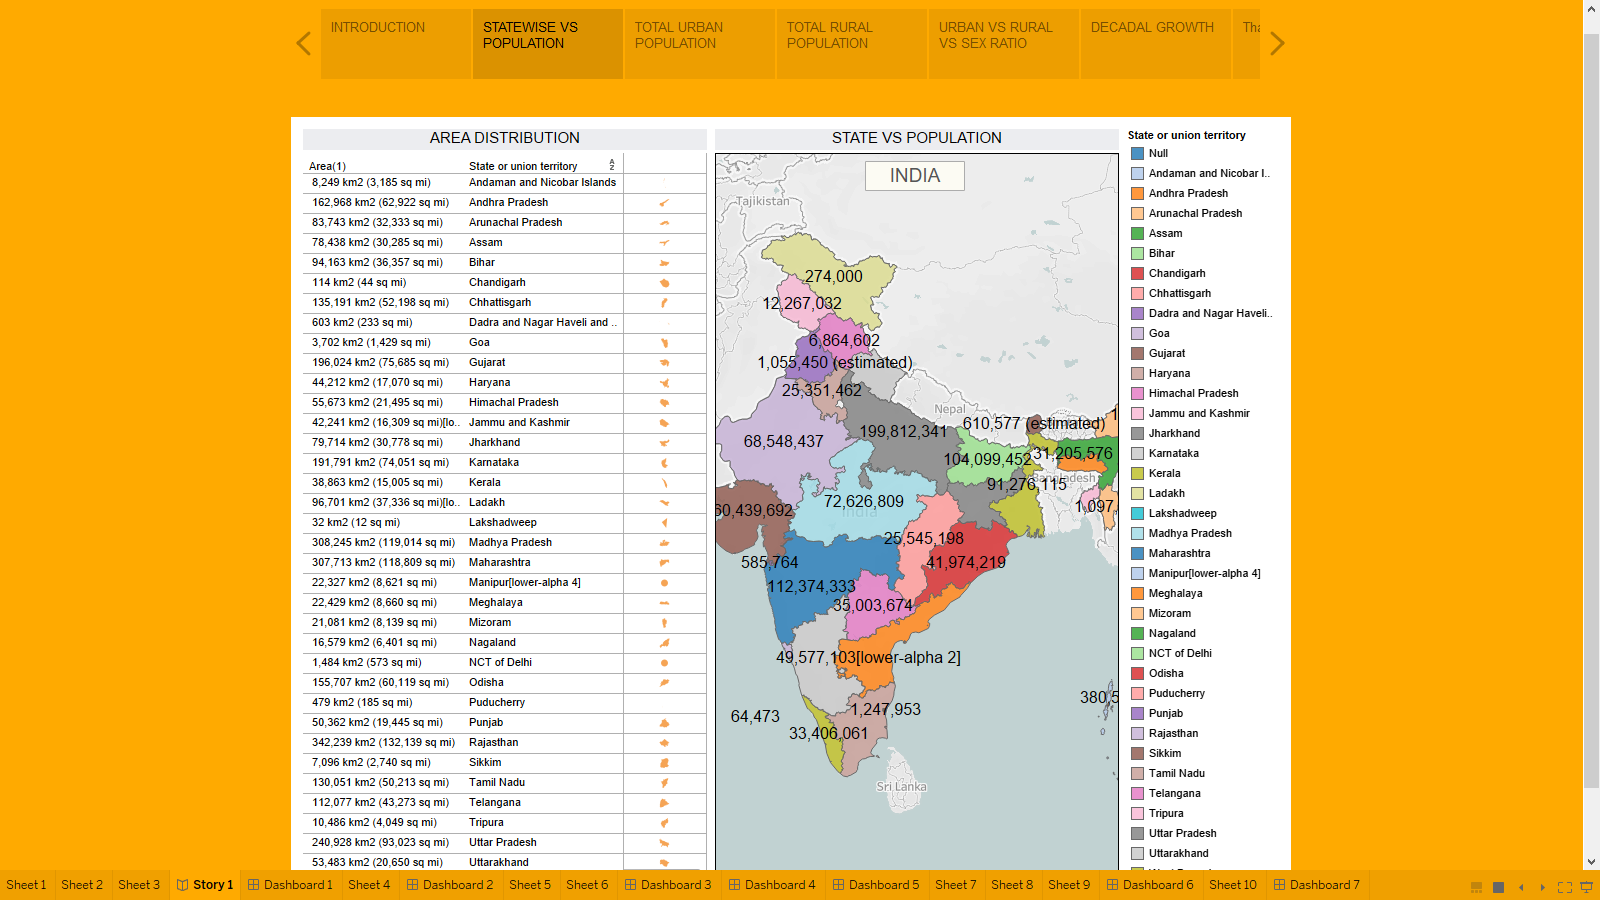 INTRODUCTION
STATEWISE VS
POPULATION
TOTAL URBAN
POPULATION
TOTAL RURAL
POPULATION
URBAN VS RURAL
VS SEX RATIO
DECADAL GROWTH
Tha
AREA DISTRIBUTION
Area(1) State or union territory
8,249 km2 (3,185 sq mi) Andaman and Nicobar Islands
162,968 km2 (62,922 sq mi) Andhra Pradesh
83,743 km2 (32,333 sq mi) Arunachal Pradesh
78,438 km2 (30,285 sq mi) Assam
94,163 km2 (36,357 sq mi) Bihar
114 km2 (44 sq mi) Chandigarh
135,191 km2 (52,198 sq mi) Chhattisgarh
603 km2 (233 sq mi) Dadra and Nagar Haveli and ..
3,702 km2 (1,429 sq mi) Goa
196,024 km2 (75,685 sq mi) Gujarat
44,212 km2 (17,070 sq mi) Haryana
55,673 km2 (21,495 sq mi) Himachal Pradesh
42,241 km2 (16,309 sq mi)[lo.. Jammu and Kashmir
79,714 km2 (30,778 sq mi) Jharkhand
191,791 km2 (74,051 sq mi) Karnataka
38,863 km2 (15,005 sq mi) Kerala
96,701 km2 (37,336 sq mi)[lo.. Ladakh
32 km2 (12 sq mi) Lakshadweep
308,245 km2 (119,014 sq mi) Madhya Pradesh
307,713 km2 (118,809 sq mi) Maharashtra
22,327 km2 (8,621 sq mi) Manipur[lower-alpha 4]
22,429 km2 (8,660 sq mi) Meghalaya
21,081 km2 (8,139 sq mi) Mizoram
16,579 km2 (6,401 sq mi) Nagaland
1,484 km2 (573 sq mi) NCT of Delhi
155,707 km2 (60,119 sq mi) Odisha
479 km2 (185 sq mi) Puducherry
50,362 km2 (19,445 sq mi) Punjab
342,239 km2 (132,139 sq mi) Rajasthan
7,096 km2 (2,740 sq mi) Sikkim
130,051 km2 (50,213 sq mi) Tamil Nadu
112,077 km2 (43,273 sq mi) Telangana
10,486 km2 (4,049 sq mi) Tripura
240,928 km2 (93,023 sq mi) Uttar Pradesh
53,483 km2 (20,650 sq mi) Uttarakhand
STATE VS POPULATION
INDIA
Tajikistan
274,000
12,267,032
6,864,602
1,055,450 (estimated)
25,351,462
Nepal
610,577 (estimated)
199,812,341
68,548,437
104,099,452
31,205,576
Bangladesh
91,276,115
72,626,809
India
1,097,
60,439,692
25,545,198
585,764
41,974,219
112,374,333
35,003,674
49,577,103[lower-alpha 2]
380,5
1,247,953
64,473
33,406,061
Sri Lanka
State or union territory
Null
Andaman and Nicobar I..
Andhra Pradesh
Arunachal Pradesh
Assam
Bihar
Chandigarh
Chhattisgarh
Dadra and Nagar Haveli..
Goa
Gujarat
Haryana
Himachal Pradesh
Jammu and Kashmir
Jharkhand
Karnataka
Kerala
Ladakh
Lakshadweep
Madhya Pradesh
Maharashtra
Manipur[lower-alpha 4]
Meghalaya
Mizoram
Nagaland
NCT of Delhi
Odisha
Puducherry
Punjab
Rajasthan
Sikkim
Tamil Nadu
Telangana
Tripura
Uttar Pradesh
Uttarakhand
Sheet 1 Sheet 2 Sheet 3 Story 1 Dashboard 1 Sheet 4 Dashboard 2 Sheet 5 Sheet 6 Dashboard 3 Dashboard 4 Dashboard 5 Sheet 7 Sheet 8 Sheet 9 Dashboard 6 Sheet 10 Dashboard 7